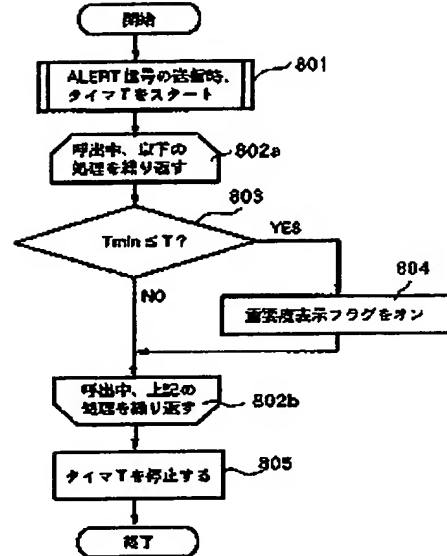 開始
ALERT信号の送信時、
タイマTをスタート
801
呼出中、以下の
処理を繰り返す
802a
803
Tmin≦T?
YES
804
NO
重要度表示フラグをオン
呼出中、上記の
処理を繰り返す
802b
タイマTを停止する
805
終了